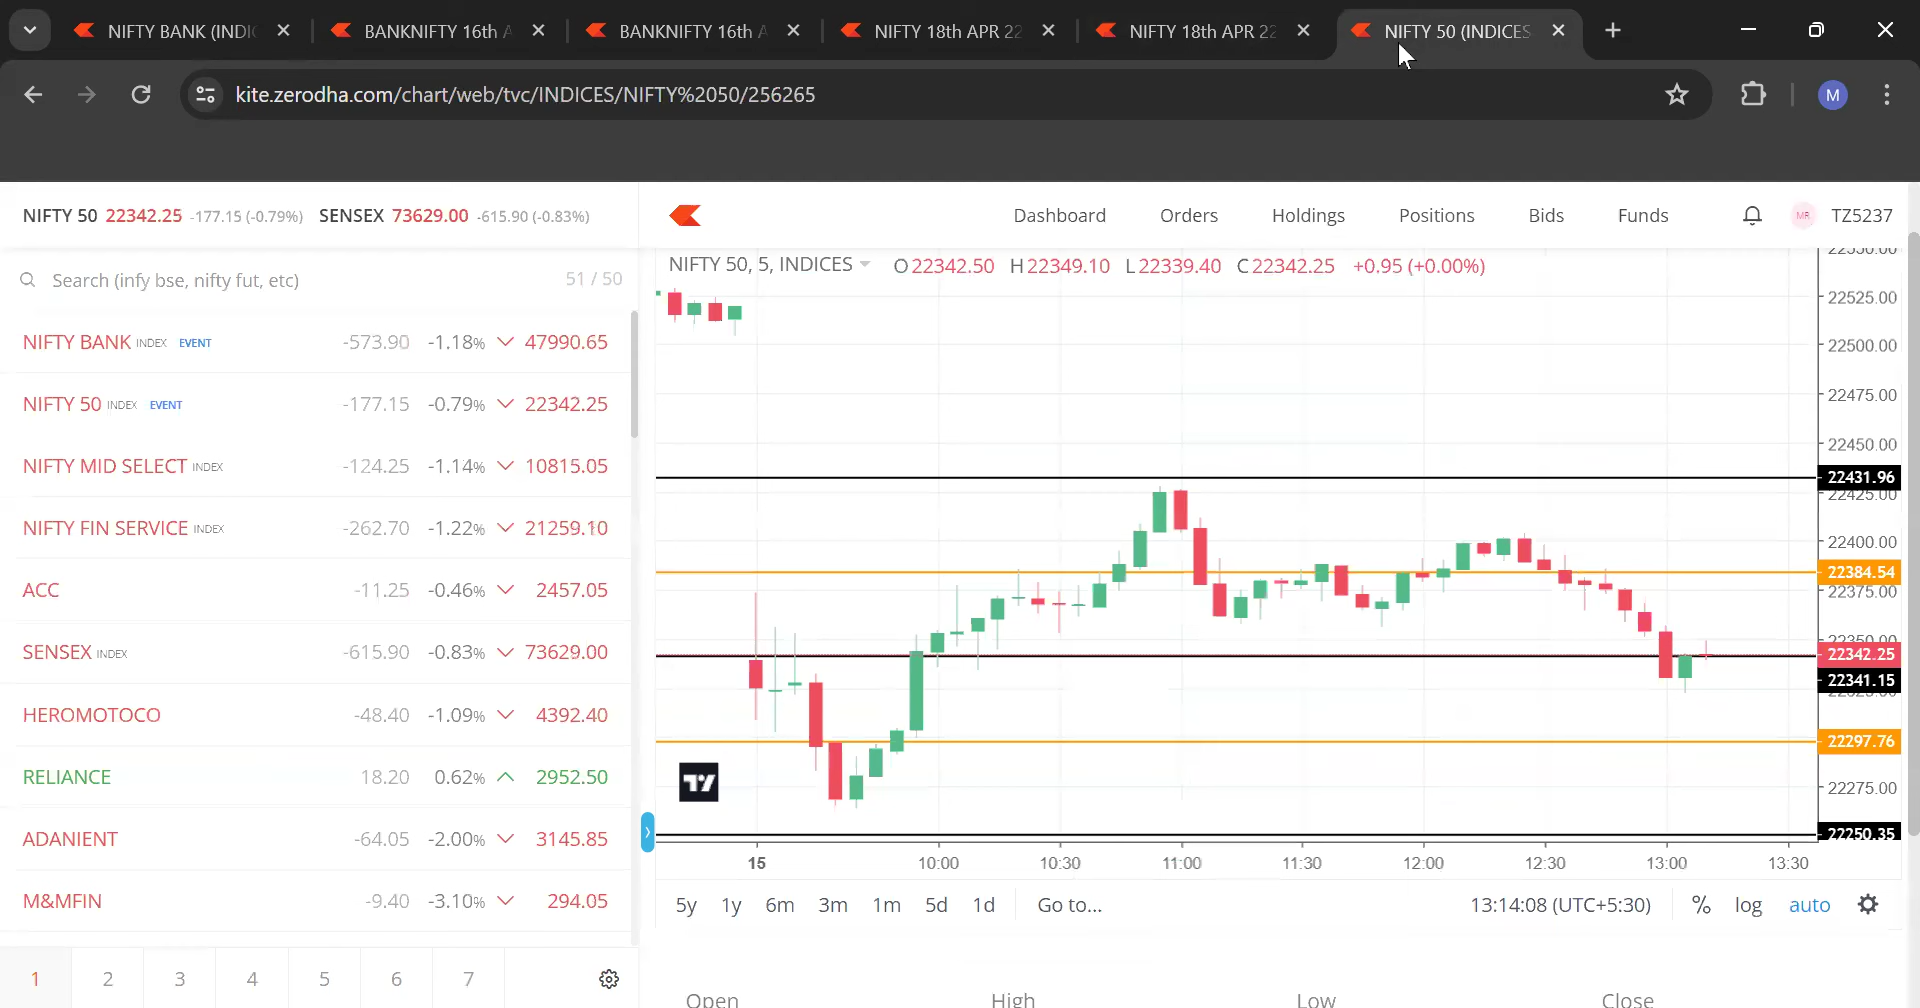 NIFTY BANK (INDIC
BANKNIFTY 16th A
BANKNIFTY 16th A
NIFTY 18th APR 22
NIFTY 18th APR 22
NIFTY 50 (INDICES
kite.zerodha.com/chart/web/tvc/INDICES/NIFTY%2050/256265
M
NIFTY 50 22342.25 -177.15 (-0.79%) SENSEX 73629.00 -615.90 (-0.83%)
Dashboard Orders Holdings Positions Bids Funds MR TZ5237
Search (infy bse, nifty fut, etc) 51 / 50
NIFTY BANK INDEX EVENT -573.90 -1.18% 47990.65
NIFTY 50 INDEX EVENT -177.15 -0.79% 22342.25
NIFTY MID SELECT INDEX -124.25 -1.14% 10815.05
NIFTY FIN SERVICE INDEX -262.70 -1.22% 21259.10
ACC -11.25 -0.46% 2457.05
SENSEX INDEX -615.90 -0.83% 73629.00
HEROMOTOCO -48.40 -1.09% 4392.40
RELIANCE 18.20 0.62% 2952.50
ADANIENT -64.05 -2.00% 3145.85
M&MFIN -9.40 -3.10% 294.05
1 2 3 4 5 6 7
NIFTY 50, 5, INDICES O22342.50 H22349.10 L22339.40 C22342.25 +0.95 (+0.00%)
22525.00
22500.00
22475.00
22450.00
22431.96
22425.00
22400.00
22384.54
22375.00
22350.00
22342.25
22341.15
22297.76
22275.00
22250.35
15 10:00 10:30 11:00 11:30 12:00 12:30 13:00 13:30
5y 1y 6m 3m 1m 5d 1d Go to... 13:14:08 (UTC+5:30) % log auto
Open High Low Close